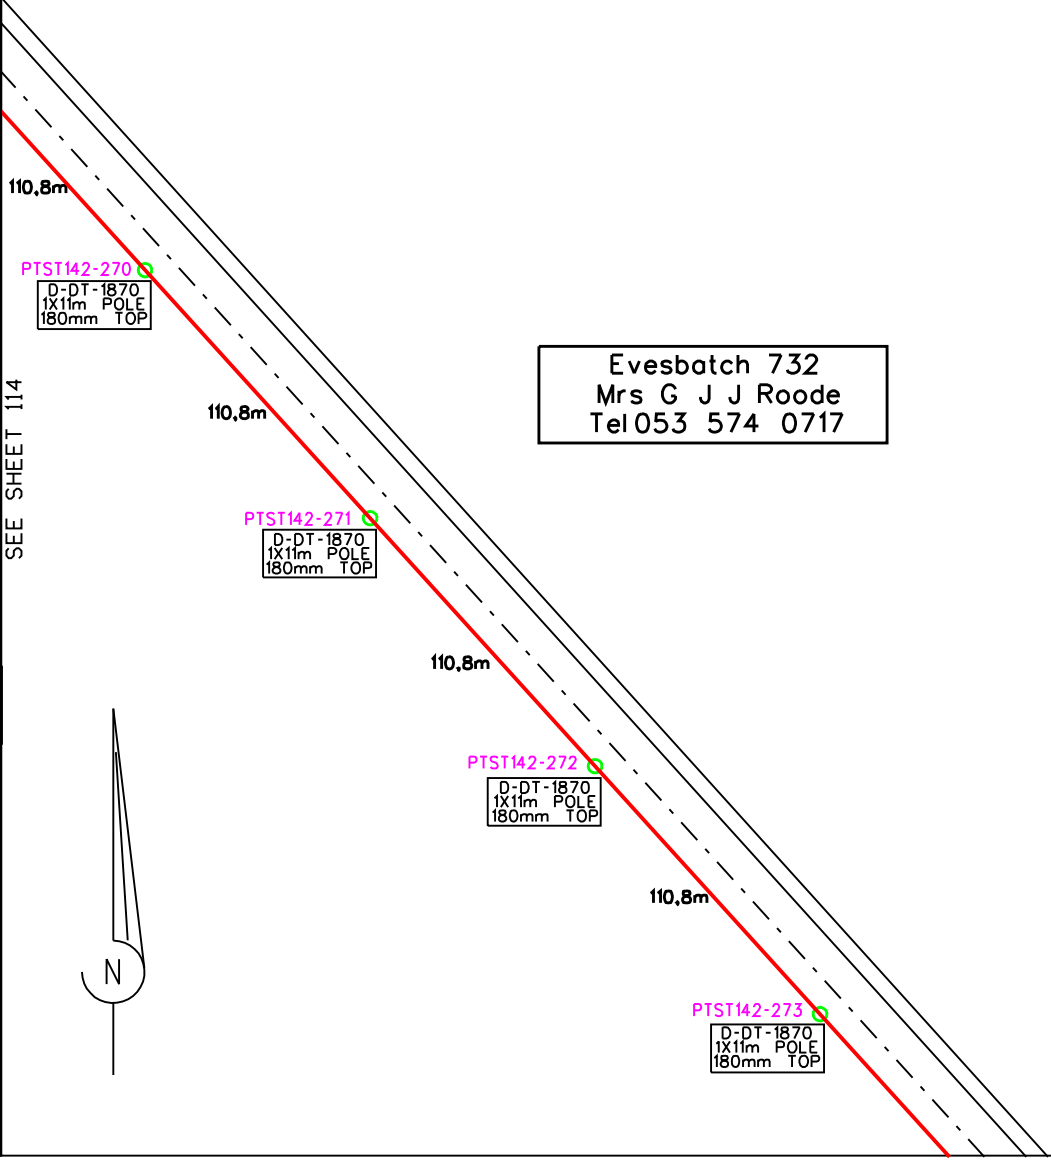 110,8m
PTST142-270
D-DT-1870
1X11m POLE
180mm TOP
Evesbatch 732
Mrs G J J Roode
Tel 053 574 0717
SEE SHEET 114
110,8m
PTST142-271
D-DT-1870
1X11m POLE
180mm TOP
110,8m
PTST142-272
D-DT-1870
1X11m POLE
180mm TOP
110,8m
N
PTST142-273
D-DT-1870
1X11m POLE
180mm TOP